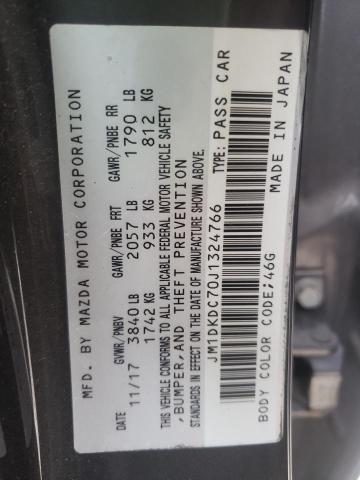 MFD. BY MAZDA MOTOR CORPORATION
DATE GVWR/PNBV GAWR/PNBE FRT GAWR/PNBE RR
11/17 3840 LB 2057 LB 1790 LB
1742 KG 933 KG 812 KG
THIS VEHICLE CONFORMS TO ALL APPLICABLE FEDERAL MOTOR VEHICLE SAFETY
,BUMPER,AND THEFT PREVENTION
STANDARDS IN EFFECT ON THE DATE OF MANUFACTURE SHOWN ABOVE.
JM1DKDC70J1324766 TYPE: PASS CAR
BODY COLOR CODE;46G MADE IN JAPAN